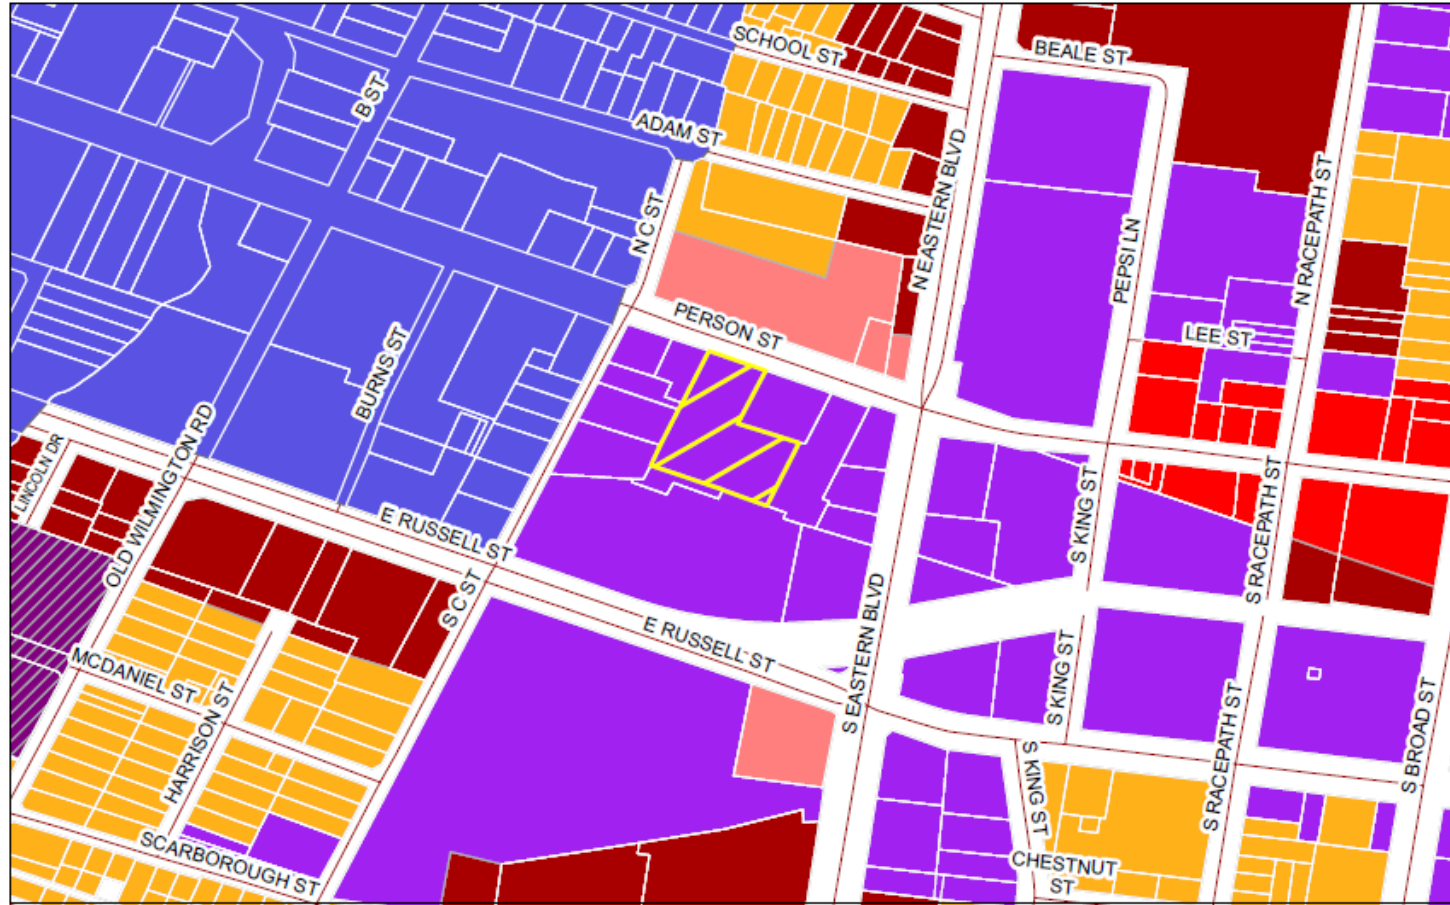 SCHOOL ST
BEALE ST
B ST
ADAM ST
N EASTERN BLVD
N RACEPATH ST
N C ST
PEPSI LN
PERSON ST
LEE ST
BURNS ST
LINCOLN DR
OLD WILMINGTON RD
E RUSSELL ST
S KING ST
S RACEPATH ST
S C ST
S EASTERN BLVD
E RUSSELL ST
MCDANIEL ST
HARRISON ST
S KING ST
S RACEPATH ST
S BROAD ST
S KING ST
SCARBOROUGH ST
CHESTNUT
ST